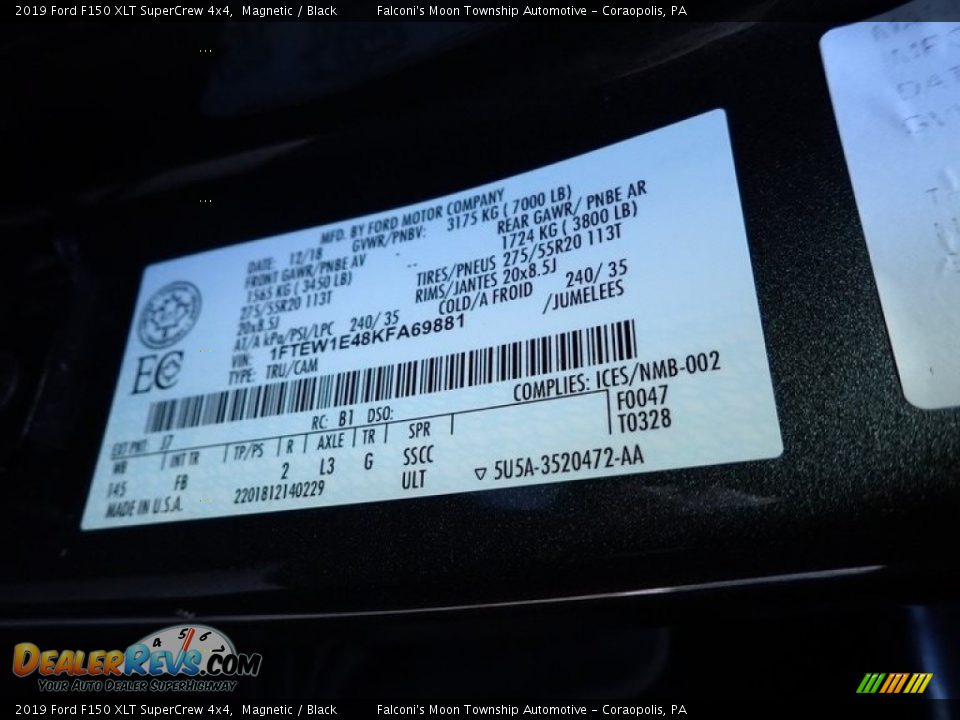 2019 Ford F150 XLT SuperCrew 4x4, Magnetic / Black Falconi's Moon Township Automotive - Coraopolis, PA
MFD. BY FORD MOTOR COMPANY
DATE: 12/18 GVWR/PNBV: 3175 KG ( 7000 LB)
FRONT GAWR/PNBE AV REAR GAWR/ PNBE AR
1565 KG ( 3450 LB) 1724 KG ( 3800 LB)
275/55R20 113T TIRES/PNEUS 275/55R20 113T
20x8.5J RIMS/JANTES 20x8.5J
AT/A kPa/PSI/LPC 240/ 35 COLD/A FROID 240/ 35
VIN: 1FTEW1E48KFA69881 /JUMELEES
TYPE: TRU/CAM
EC
COMPLIES: ICES/NMB-002
EXT PNT: J7 RC: B1 DSO: F0047
WB INT TR TP/PS R AXLE TR SPR T0328
145 FB 2 L3 G SSCC
MADE IN U.S.A. 2201812140229 ULT 5U5A-3520472-AA
DEALERREVS.COM
YOUR AUTO DEALER SUPERHIGHWAY
2019 Ford F150 XLT SuperCrew 4x4, Magnetic / Black Falconi's Moon Township Automotive - Coraopolis, PA